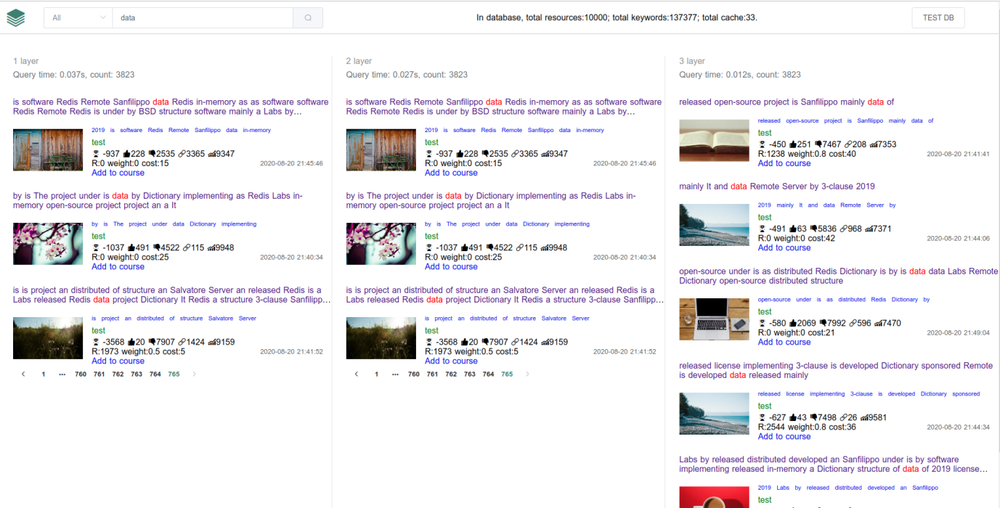 All
data
In database, total resources:10000; total keywords:137377; total cache:33.
TEST DB
1 layer
Query time: 0.037s, count: 3823
is software Redis Remote Sanfilippo data Redis in-memory as as software software
Redis Remote Redis is under by BSD structure software mainly a Labs by…
2019 is software Redis Remote Sanfilippo data in-memory
test
-937 228 2535 3365 9347
R:0 weight:0 cost:15
2020-08-20 21:45:46
Add to course
by is The project under is data by Dictionary implementing as Redis Labs in-
memory open-source project project an a It
by is The project under data Dictionary implementing
test
-1037 491 4522 115 9948
R:0 weight:0 cost:25
2020-08-20 21:40:34
Add to course
is is project an distributed of structure an Salvatore Server an released Redis is a
Labs released Redis data project Dictionary It Redis a structure 3-clause Sanfilipp…
is project an distributed of structure Salvatore Server
test
-3568 20 7907 1424 9159
R:1973 weight:0.5 cost:5
2020-08-20 21:41:52
Add to course
1 ... 760 761 762 763 764 765
2 layer
Query time: 0.027s, count: 3823
is software Redis Remote Sanfilippo data Redis in-memory as as software software
Redis Remote Redis is under by BSD structure software mainly a Labs by…
2019 is software Redis Remote Sanfilippo data in-memory
test
-937 228 2535 3365 9347
R:0 weight:0 cost:15
2020-08-20 21:45:46
Add to course
by is The project under is data by Dictionary implementing as Redis Labs in-
memory open-source project project an a It
by is The project under data Dictionary implementing
test
-1037 491 4522 115 9948
R:0 weight:0 cost:25
2020-08-20 21:40:34
Add to course
is is project an distributed of structure an Salvatore Server an released Redis is a
Labs released Redis data project Dictionary It Redis a structure 3-clause Sanfilipp…
is project an distributed of structure Salvatore Server
test
-3568 20 7907 1424 9159
R:1973 weight:0.5 cost:5
2020-08-20 21:41:52
Add to course
1 ... 760 761 762 763 764 765
3 layer
Query time: 0.012s, count: 3823
released open-source project is Sanfilippo mainly data of
released open-source project is Sanfilippo mainly data of
test
-450 251 7467 208 7353
R:1238 weight:0.8 cost:40
2020-08-20 21:41:41
Add to course
mainly It and data Remote Server by 3-clause 2019
2019 mainly It and data Remote Server by
test
-491 63 5836 968 7371
R:0 weight:0 cost:42
2020-08-20 21:44:06
Add to course
open-source under is as distributed Redis Dictionary is by is data data Labs Remote
Dictionary open-source distributed structure
open-source under is as distributed Redis Dictionary by
test
-580 2069 7992 596 7470
R:0 weight:0 cost:21
2020-08-20 21:49:04
Add to course
released license implementing 3-clause is developed Dictionary sponsored Remote
is developed data released mainly
released license implementing 3-clause is developed Dictionary sponsored
test
-627 43 7498 26 9581
R:2544 weight:0.8 cost:36
2020-08-20 21:44:34
Add to course
Labs by released distributed developed an Sanfilippo under is by software
implementing released in-memory a Dictionary structure of data of 2019 license…
2019 Labs by released distributed developed an Sanfilippo
test